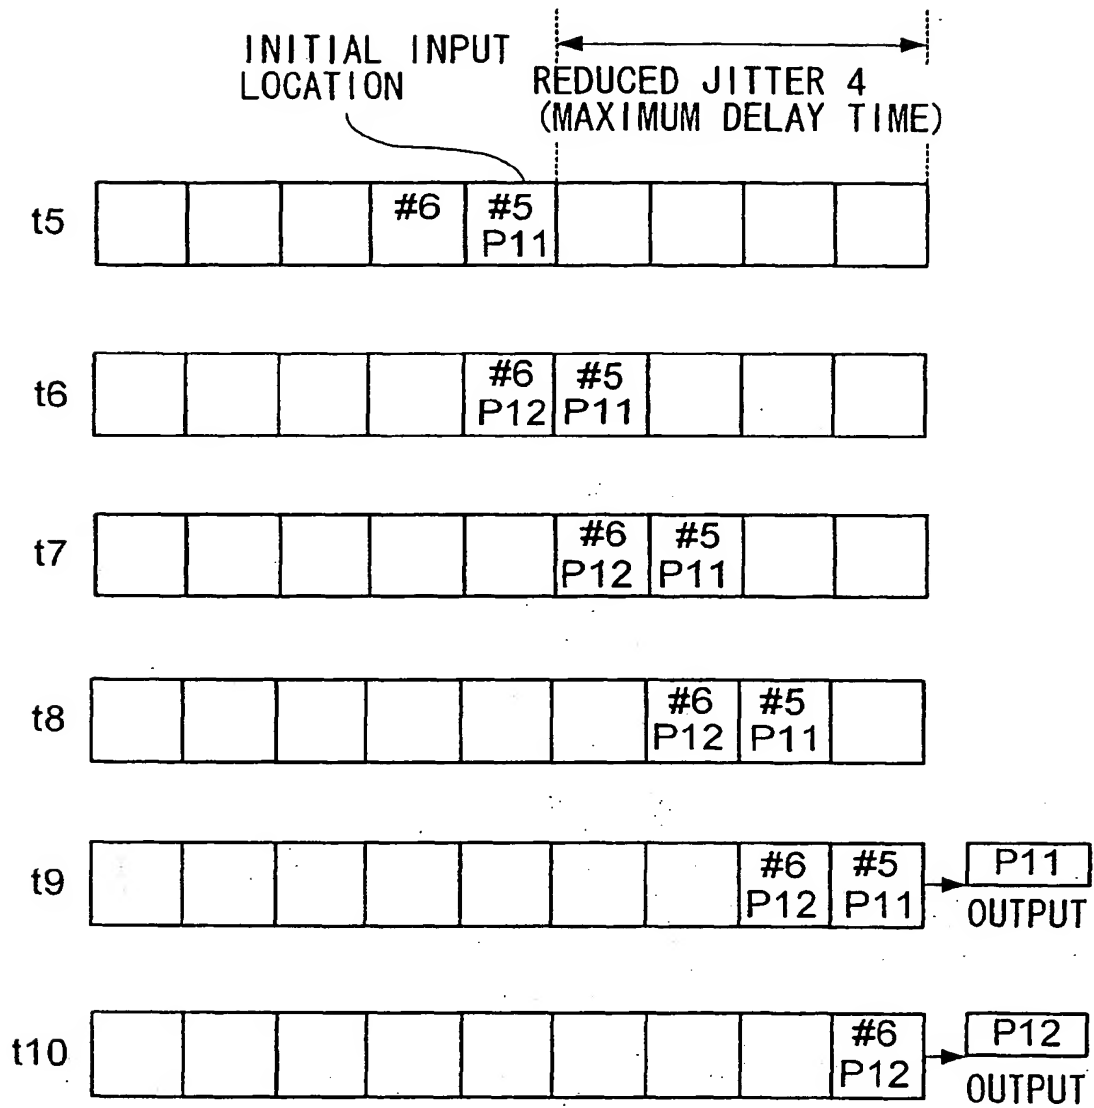 INITIAL INPUT
LOCATION
REDUCED JITTER 4
(MAXIMUM DELAY TIME)
t5 #6 #5
P11
t6 #6 #5
P12 P11
t7 #6 #5
P12 P11
t8 #6 #5
P12 P11
t9 #6 #5 P11
P12 P11 OUTPUT
t10 #6 P12
P12 OUTPUT